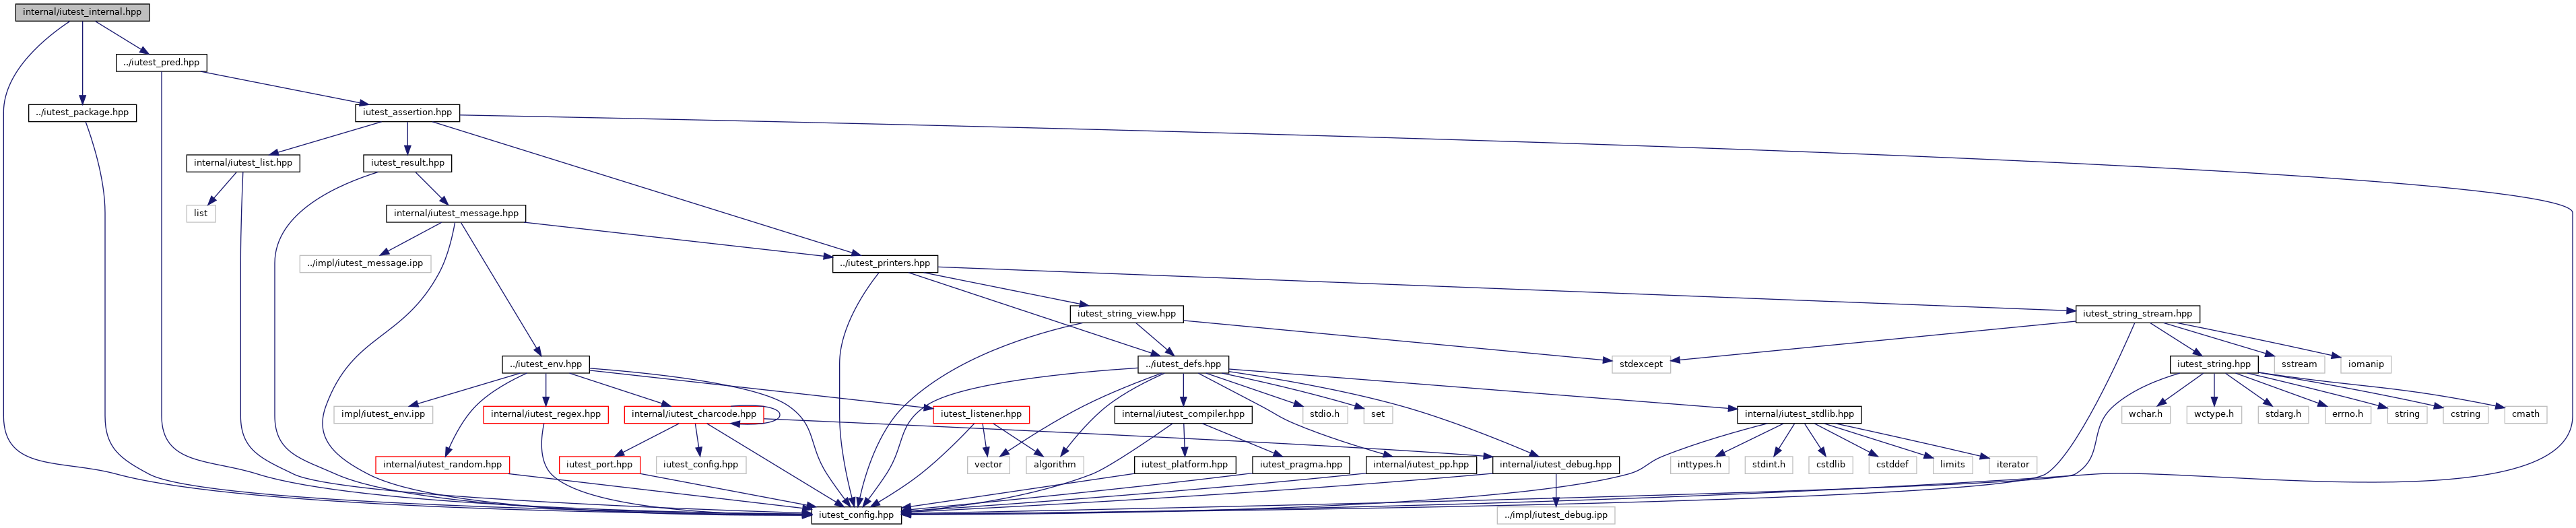 internal/iutest_internal.hpp
../iutest_pred.hpp
../iutest_package.hpp
iutest_assertion.hpp
internal/iutest_list.hpp
iutest_result.hpp
list
internal/iutest_message.hpp
../impl/iutest_message.ipp
../iutest_printers.hpp
iutest_string_view.hpp
iutest_string_stream.hpp
../iutest_env.hpp
../iutest_defs.hpp
stdexcept
iutest_string.hpp
sstream
iomanip
impl/iutest_env.ipp
internal/iutest_regex.hpp
internal/iutest_charcode.hpp
iutest_listener.hpp
internal/iutest_compiler.hpp
stdio.h
set
internal/iutest_stdlib.hpp
wchar.h
wctype.h
stdarg.h
errno.h
string
cstring
cmath
internal/iutest_random.hpp
iutest_port.hpp
iutest_config.hpp
vector
algorithm
iutest_platform.hpp
iutest_pragma.hpp
internal/iutest_pp.hpp
internal/iutest_debug.hpp
inttypes.h
stdint.h
cstdlib
cstddef
limits
iterator
iutest_config.hpp
../impl/iutest_debug.ipp